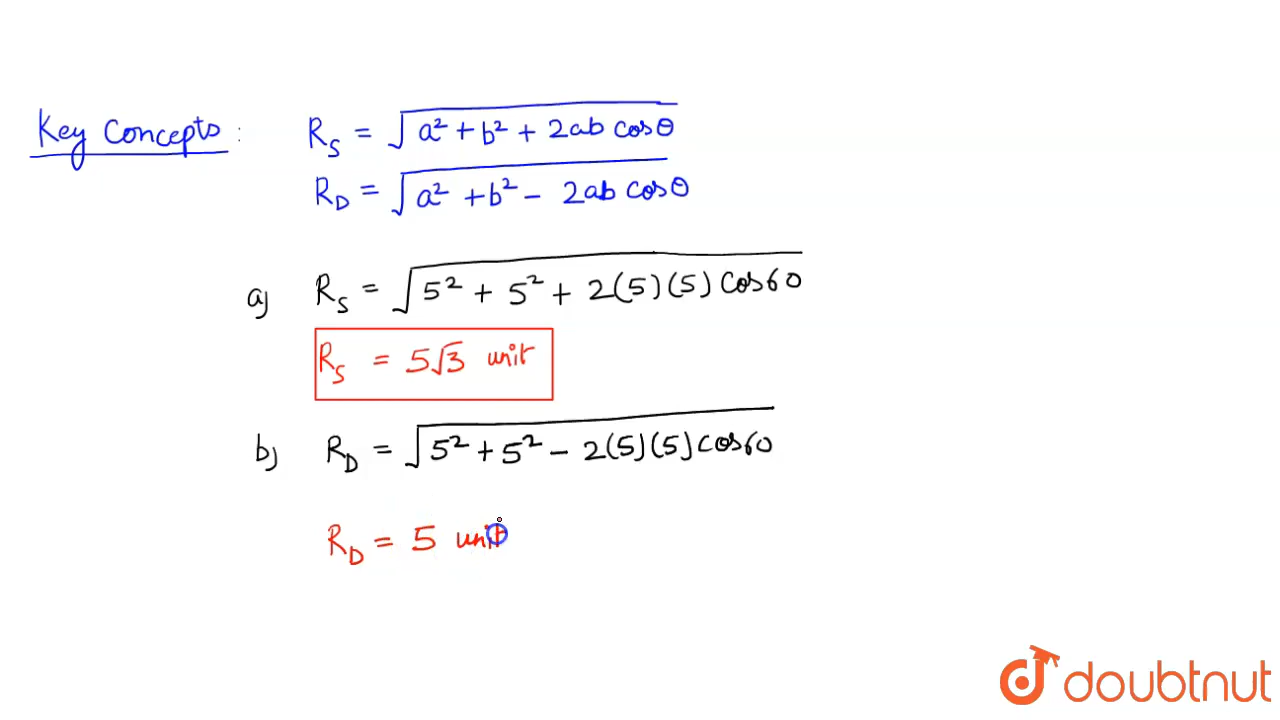 Key Concepts : R_S = √(a² + b² + 2ab cosθ)
R_D = √(a² + b² - 2ab cosθ)
a) R_S = √(5² + 5² + 2(5)(5) cos60)
R_S = 5√3 unit
b) R_D = √(5² + 5² - 2(5)(5) cos60)
R_D = 5 unit
doubtnut